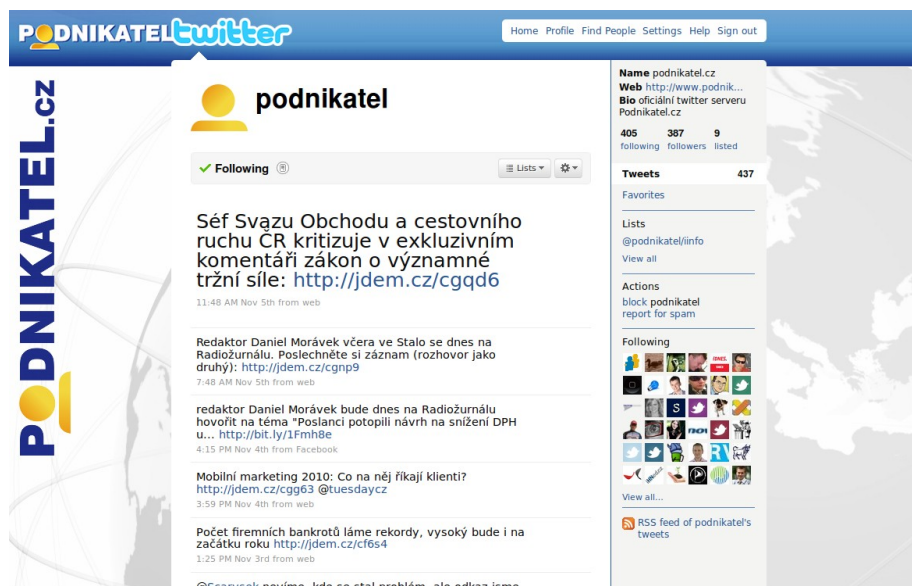 PODNIKATEL twitter
Home Profile Find People Settings Help Sign out
PODNIKATEL.cz
podnikatel
Following
Lists
Séf Svazu Obchodu a cestovního
ruchu ČR kritizuje v exkluzivním
komentáři zákon o významné
tržní síle: http://jdem.cz/cgqd6
11:48 AM Nov 5th from web
Redaktor Daniel Morávek včera ve Stalo se dnes na
Radiožurnálu. Poslechněte si záznam (rozhovor jako
druhý): http://jdem.cz/cgnp9
7:48 AM Nov 5th from web
redaktor Daniel Morávek bude dnes na Radiožurnálu
hovořit na téma "Poslanci potopili návrh na snížení DPH
u... http://bit.ly/1Fmh8e
4:15 PM Nov 4th from Facebook
Mobilní marketing 2010: Co na něj říkají klienti?
http://jdem.cz/cgg63 @tuesdaycz
3:59 PM Nov 4th from web
Počet firemních bankrotů láme rekordy, vysoký bude i na
začátku roku http://jdem.cz/cf6s4
1:25 PM Nov 3rd from web
Name podnikatel.cz
Web http://www.podnik...
Bio oficiální twitter serveru
Podnikatel.cz
405 387 9
following followers listed
Tweets 437
Favorites
Lists
@podnikatel/iinfo
View all
Actions
block podnikatel
report for spam
Following
View all...
RSS feed of podnikatel's
tweets